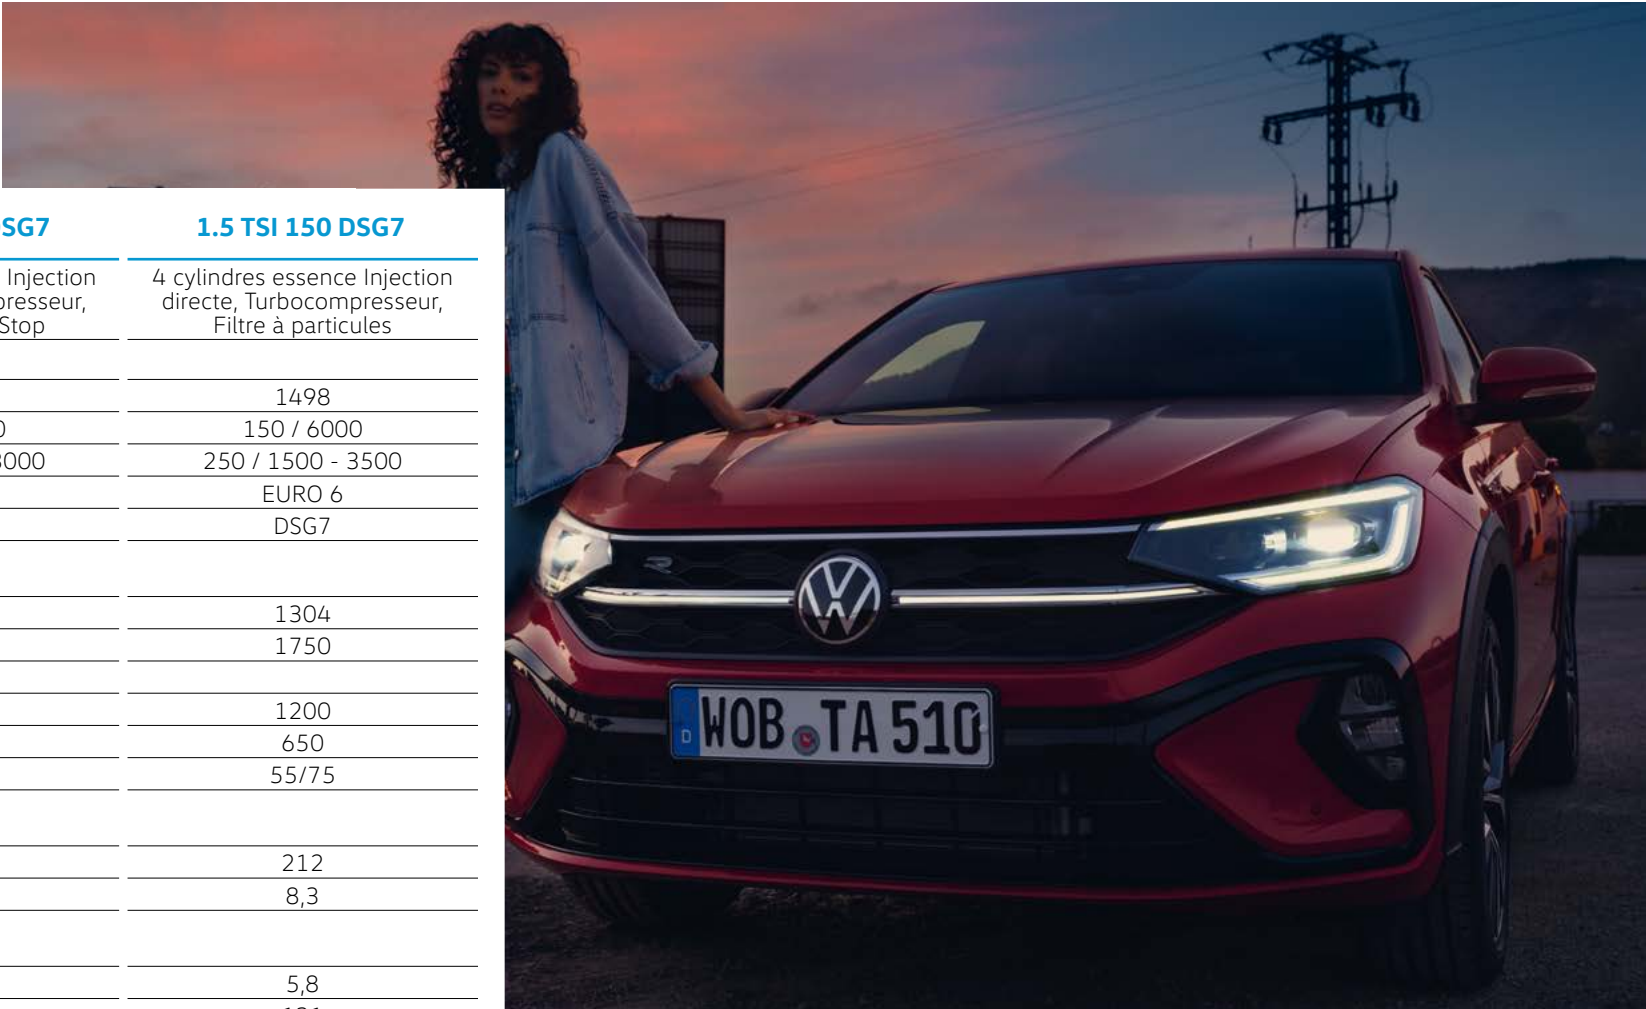 SG7
Injection
presseur,
Stop
0
3000
1.5 TSI 150 DSG7
4 cylindres essence Injection
directe, Turbocompresseur,
Filtre à particules
1498
150 / 6000
250 / 1500 - 3500
EURO 6
DSG7
1304
1750
1200
650
55/75
212
8,3
5,8
R
VW
D
WOB TA 510